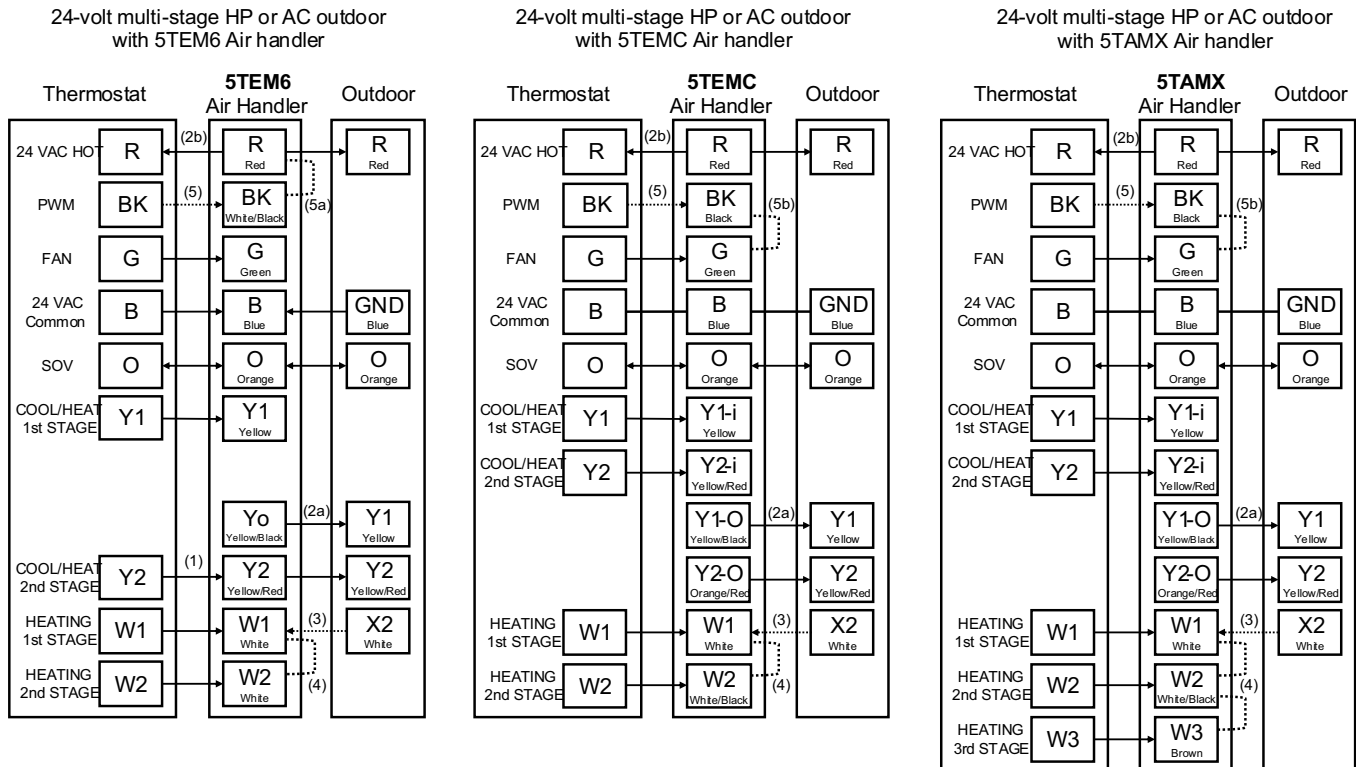 24-volt multi-stage HP or AC outdoor
with 5TEM6 Air handler
Thermostat
5TEM6
Air Handler
Outdoor
24 VAC HOT
R
(2b)
R
Red
R
Red
PWM
BK
(5)
BK
White/Black
(5a)
FAN
G
G
Green
24 VAC
Common
B
B
Blue
GND
Blue
SOV
O
O
Orange
O
Orange
COOL/HEAT
1st STAGE
Y1
Y1
Yellow
Yo
Yellow/Black
(2a)
Y1
Yellow
COOL/HEAT
2nd STAGE
Y2
(1)
Y2
Yellow/Red
Y2
Yellow/Red
HEATING
1st STAGE
W1
W1
White
(3)
X2
White
HEATING
2nd STAGE
W2
W2
White
(4)
24-volt multi-stage HP or AC outdoor
with 5TEMC Air handler
Thermostat
5TEMC
Air Handler
Outdoor
24 VAC HOT
R
(2b)
R
Red
R
Red
PWM
BK
(5)
BK
Black
(5b)
FAN
G
G
Green
24 VAC
Common
B
B
Blue
GND
Blue
SOV
O
O
Orange
O
Orange
COOL/HEAT
1st STAGE
Y1
Y1-i
Yellow
COOL/HEAT
2nd STAGE
Y2
Y2-i
Yellow/Red
Y1-O
Yellow/Black
(2a)
Y1
Yellow
Y2-O
Orange/Red
Y2
Yellow/Red
HEATING
1st STAGE
W1
W1
White
(3)
X2
White
HEATING
2nd STAGE
W2
W2
White/Black
(4)
24-volt multi-stage HP or AC outdoor
with 5TAMX Air handler
Thermostat
5TAMX
Air Handler
Outdoor
24 VAC HOT
R
(2b)
R
Red
R
Red
PWM
BK
(5)
BK
Black
(5b)
FAN
G
G
Green
24 VAC
Common
B
B
Blue
GND
Blue
SOV
O
O
Orange
O
Orange
COOL/HEAT
1st STAGE
Y1
Y1-i
Yellow
COOL/HEAT
2nd STAGE
Y2
Y2-i
Yellow/Red
Y1-O
Yellow/Black
(2a)
Y1
Yellow
Y2-O
Orange/Red
Y2
Yellow/Red
HEATING
1st STAGE
W1
W1
White
(3)
X2
White
HEATING
2nd STAGE
W2
W2
White/Black
(4)
HEATING
3rd STAGE
W3
W3
Brown